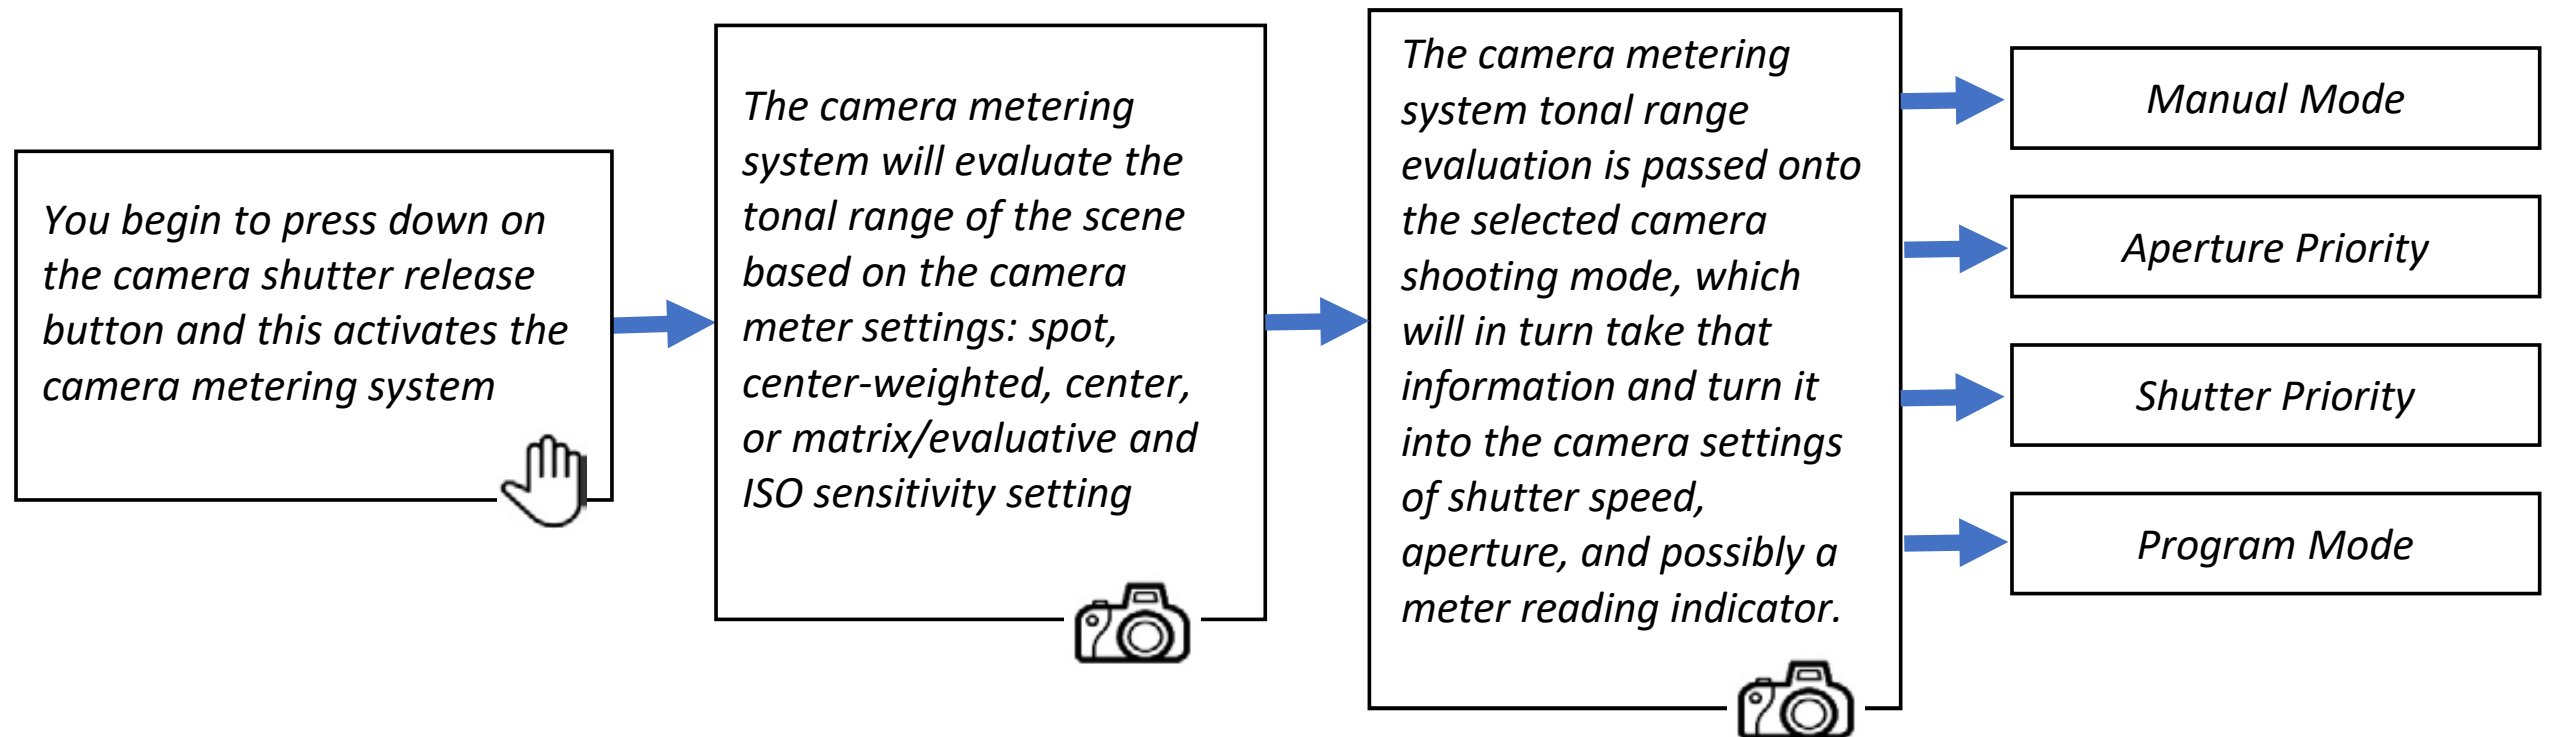 You begin to press down on
the camera shutter release
button and this activates the
camera metering system
The camera metering
system will evaluate the
tonal range of the scene
based on the camera
meter settings: spot,
center-weighted, center,
or matrix/evaluative and
ISO sensitivity setting
The camera metering
system tonal range
evaluation is passed onto
the selected camera
shooting mode, which
will in turn take that
information and turn it
into the camera settings
of shutter speed,
aperture, and possibly a
meter reading indicator.
Manual Mode
Aperture Priority
Shutter Priority
Program Mode